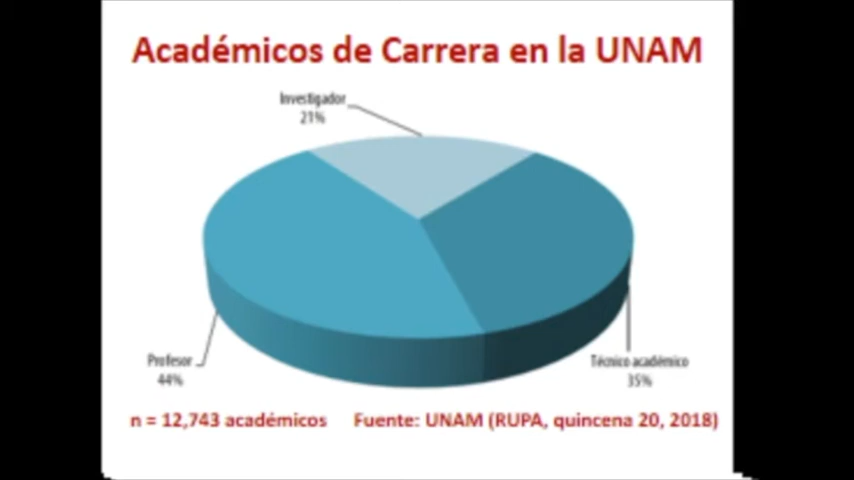 Académicos de Carrera en la UNAM
Investigador
21%
Profesor
44%
Técnico académico
35%
n = 12,743 académicos Fuente: UNAM (RUPA, quincena 20, 2018)